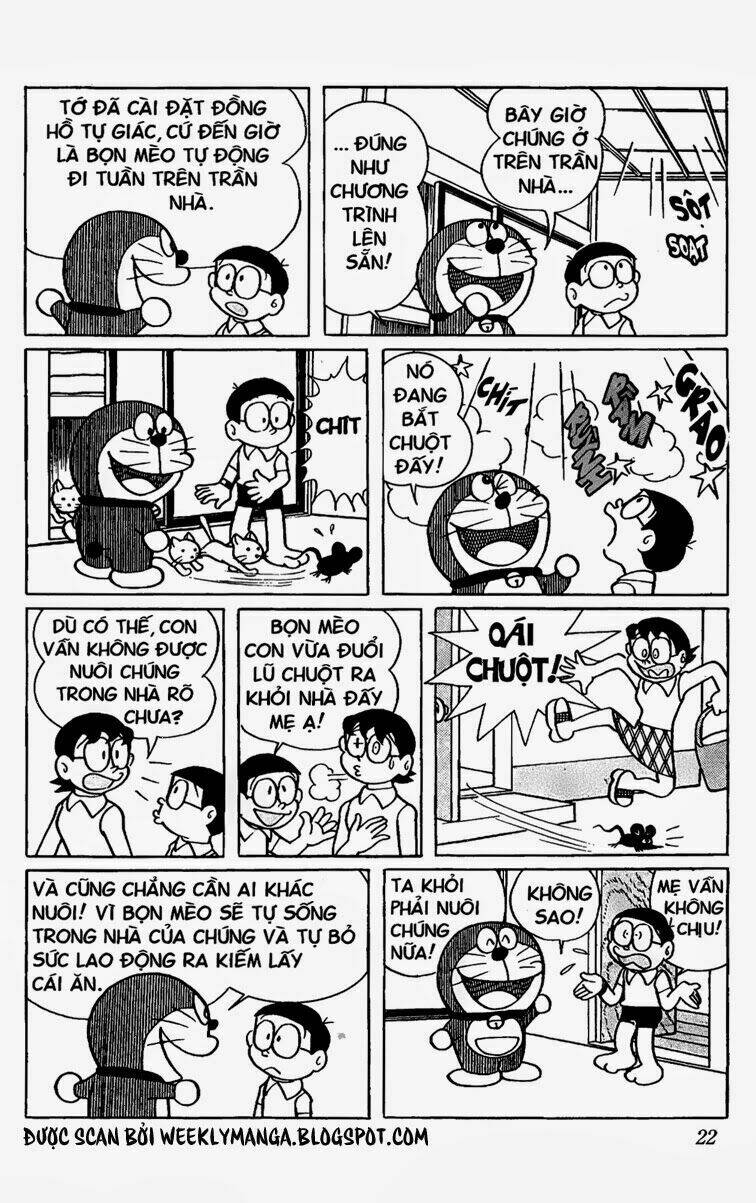 BÂY GIỜ
CHÚNG Ở
TRÊN TRẦN
NHÀ...
... ĐÚNG
NHƯ
CHƯƠNG
TRÌNH
LÊN
SẴN!
SỘT
SOẠT
TỚ ĐÃ CÀI ĐẶT ĐỒNG
HỒ TỰ GIÁC, CỨ ĐẾN GIỜ
LÀ BỌN MÈO TỰ ĐỘNG
ĐI TUẦN TRÊN TRẦN
NHÀ.
GRÀO
RẦM
RUỲNH
CHÍT
NÓ
ĐANG
BẮT
CHUỘT
ĐẤY!
CHÍT
QÁI
CHUỘT!
BỌN MÈO
CON VỪA ĐUỔI
LŨ CHUỘT RA
KHỎI NHÀ ĐẤY
MẸ Ạ!
DÙ CÓ THẾ, CON
VẪN KHÔNG ĐƯỢC
NUÔI CHÚNG
TRONG NHÀ RÕ
CHƯA?
MẸ VẪN
KHÔNG
CHỊU!
KHÔNG
SAO!
TA KHỎI
PHẢI NUÔI
CHÚNG
NỮA!
VÀ CŨNG CHẲNG CẦN AI KHÁC
NUÔI! VÌ BỌN MÈO SẼ TỰ SỐNG
TRONG NHÀ CỦA CHÚNG VÀ TỰ BỎ
SỨC LAO ĐỘNG RA KIẾM LẤY
CÁI ĂN.
ĐƯỢC SCAN BỞI WEEKLYMANGA.BLOGSPOT.COM
22